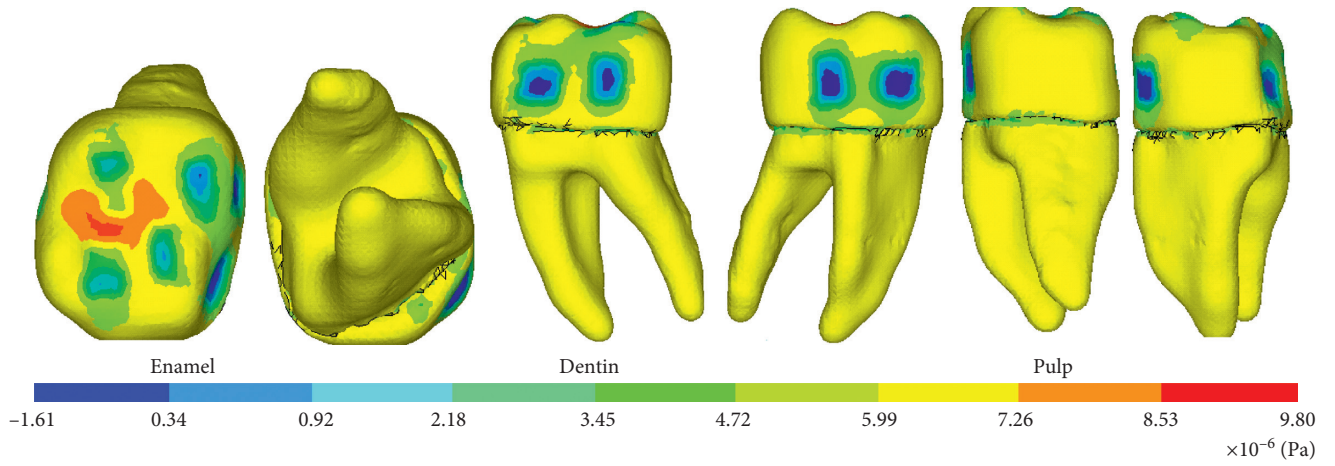 Enamel Dentin Pulp
–1.61 0.34 0.92 2.18 3.45 4.72 5.99 7.26 8.53 9.80
×10⁻⁶ (Pa)